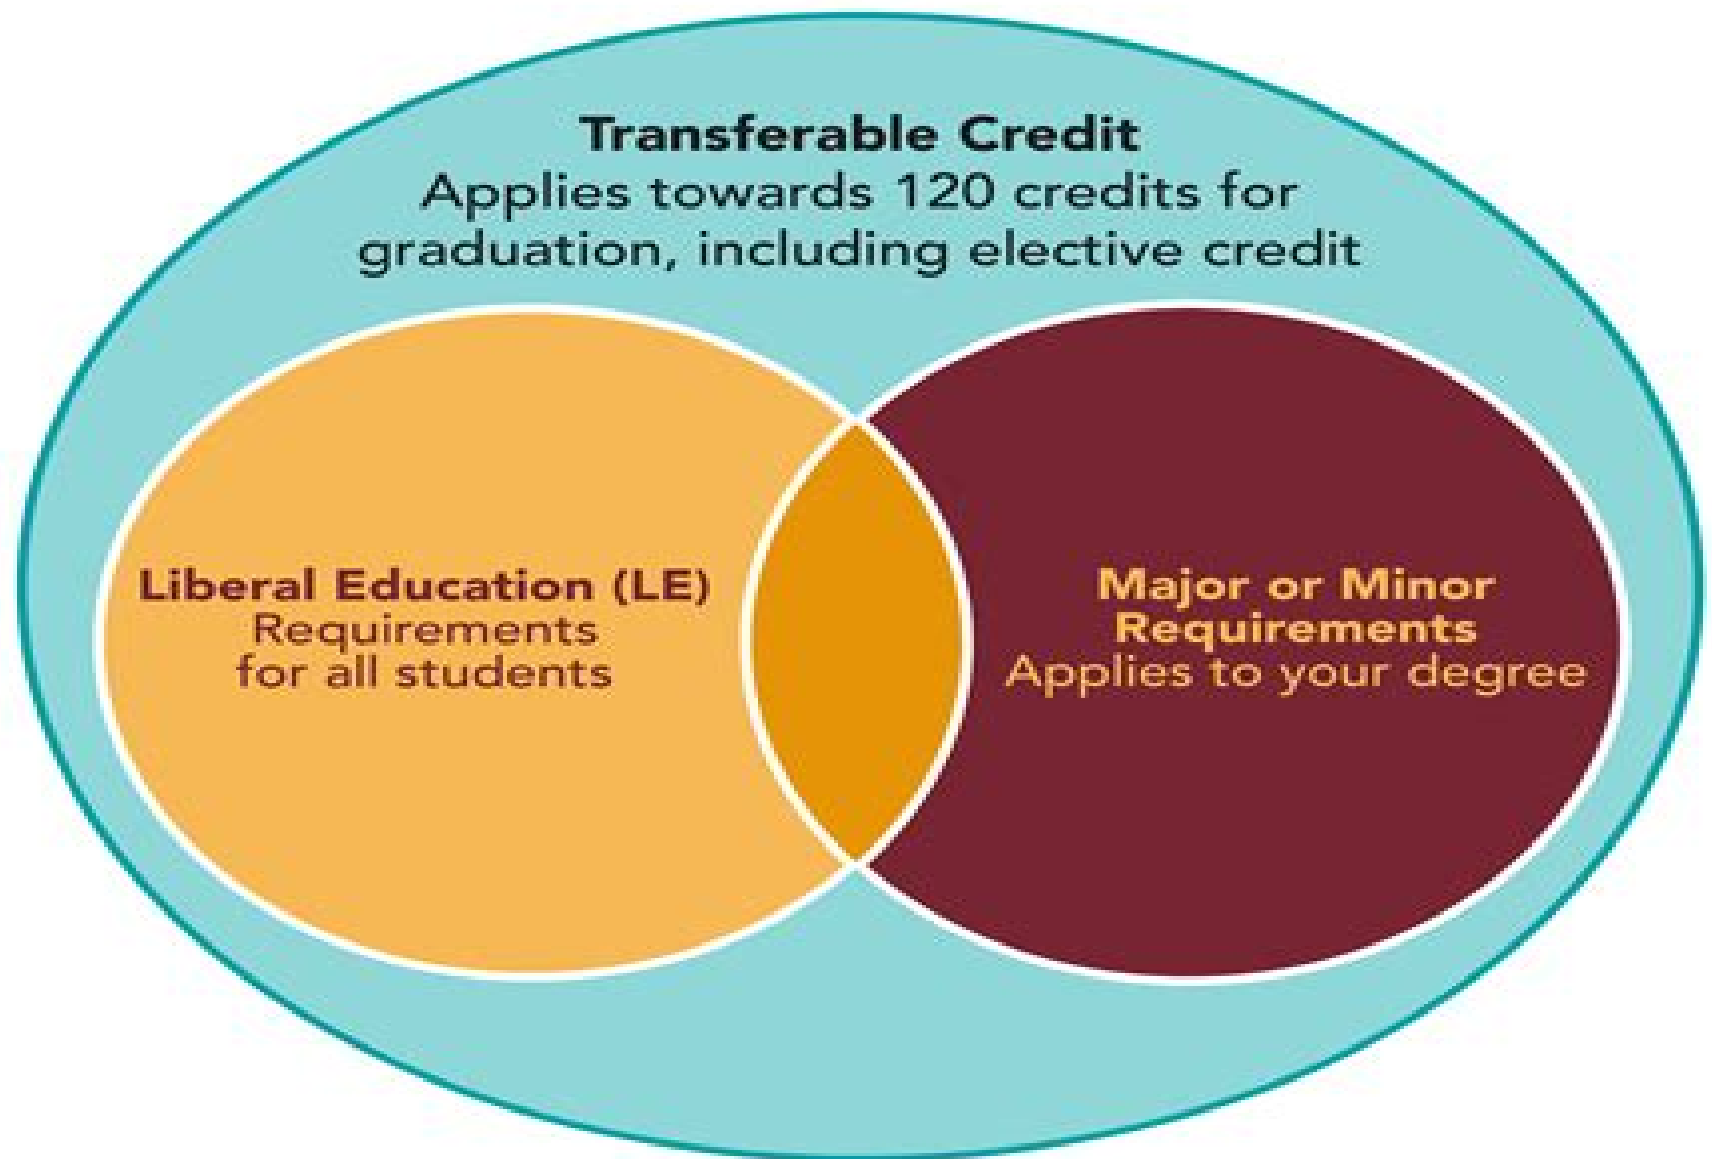 Transferable Credit
Applies towards 120 credits for
graduation, including elective credit
Liberal Education (LE)
Requirements
for all students
Major or Minor
Requirements
Applies to your degree